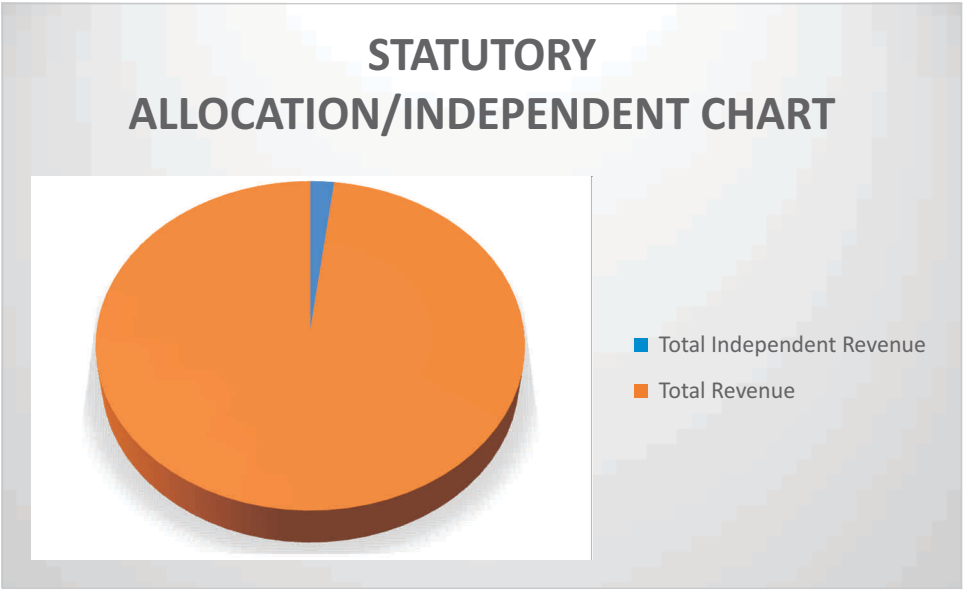 STATUTORY
ALLOCATION/INDEPENDENT CHART
Total Independent Revenue
Total Revenue